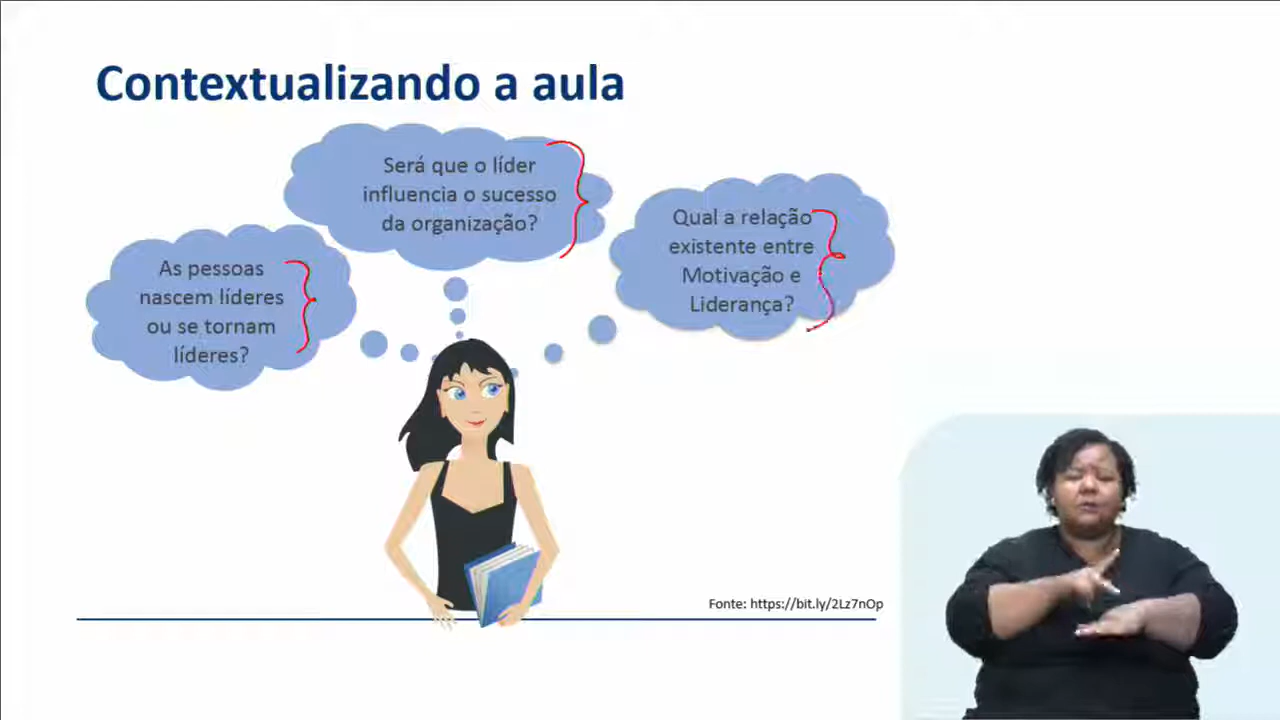 Contextualizando a aula
Será que o líder
influencia o sucesso
da organização?
Qual a relação
existente entre
Motivação e
Liderança?
As pessoas
nascem líderes
ou se tornam
líderes?
Fonte: https://bit.ly/2Lz7nOp